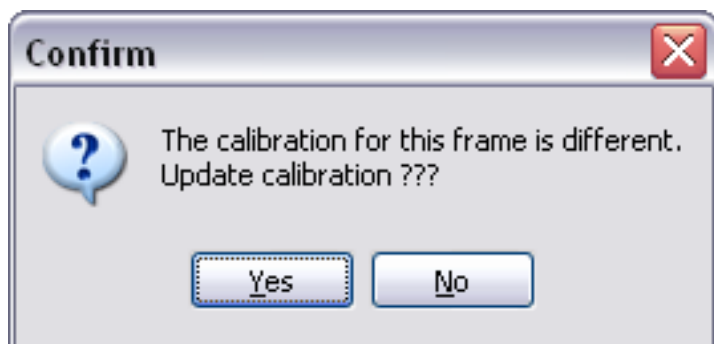 Confirm
The calibration for this frame is different.
Update calibration ???
Yes No